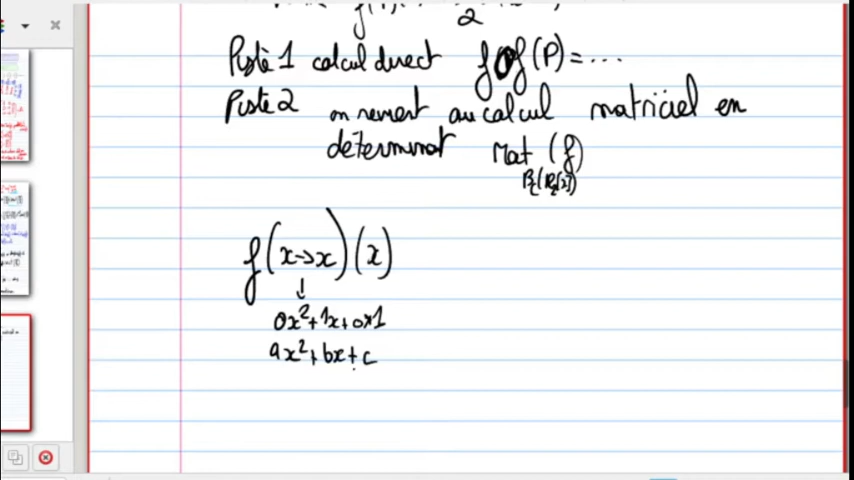 2
Piste 1 calcul direct f∘f(P)=...
Piste 2 on revient au calcul matriciel en
déterminant Mat (f)
f(x→x)(x)
↓
0x²+1x+0×1
ax²+bx+c